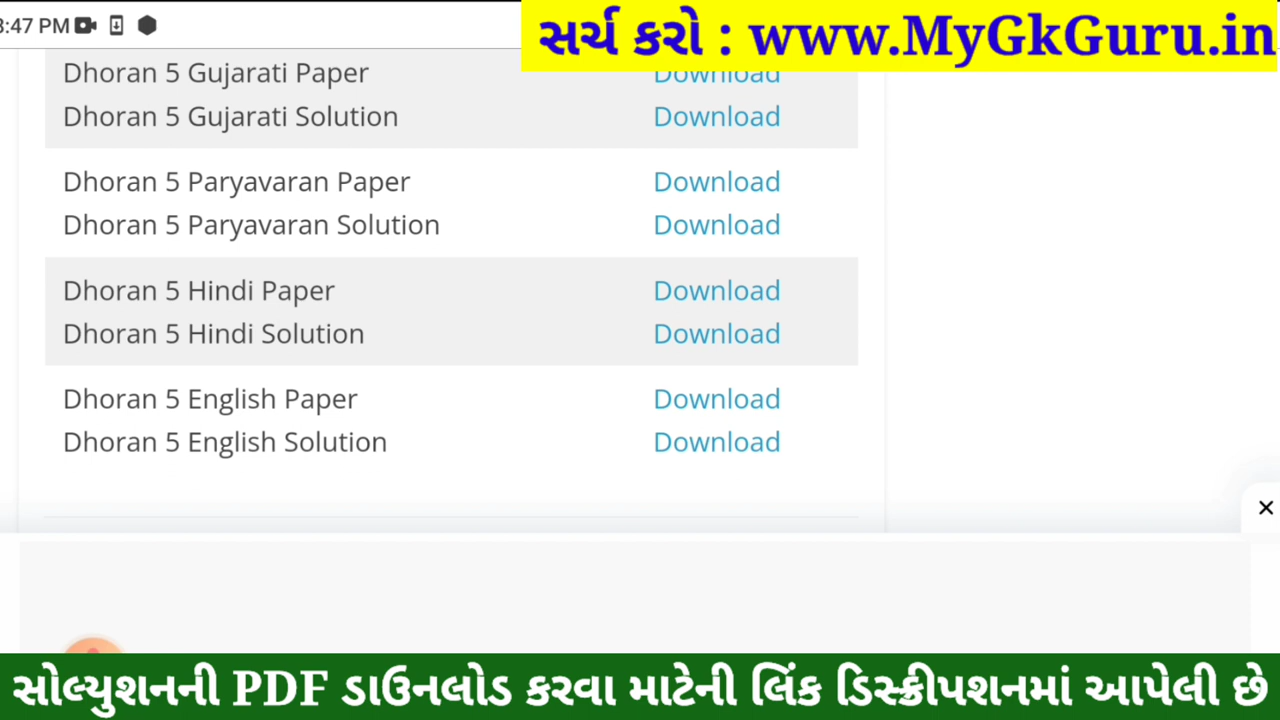 3:47 PM
સર્ચ કરો : www.MyGkGuru.in
Dhoran 5 Gujarati Paper Download
Dhoran 5 Gujarati Solution Download
Dhoran 5 Paryavaran Paper Download
Dhoran 5 Paryavaran Solution Download
Dhoran 5 Hindi Paper Download
Dhoran 5 Hindi Solution Download
Dhoran 5 English Paper Download
Dhoran 5 English Solution Download
સોલ્યુશનની PDF ડાઉનલોડ કરવા માટેની લિંક ડિસ્ક્રીપશનમાં આપેલી છે